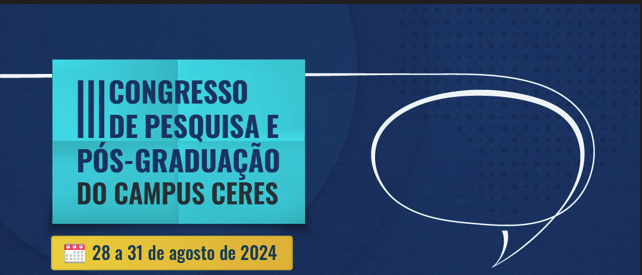 III CONGRESSO
DE PESQUISA E
PÓS-GRADUAÇÃO
DO CAMPUS CERES
28 a 31 de agosto de 2024